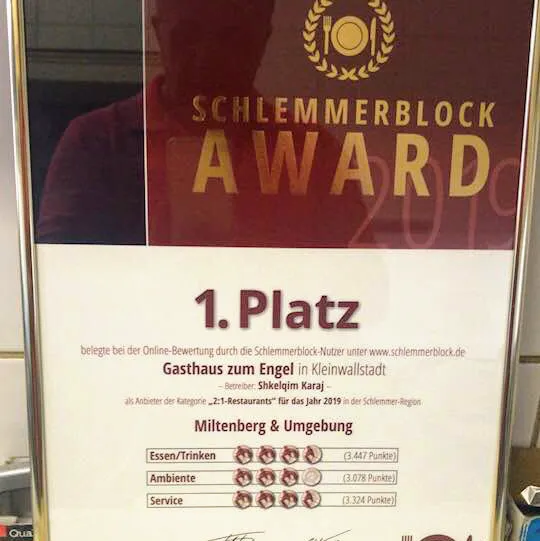 SCHLEMMERBLOCK
AWARD
2019
1. Platz
belegte bei der Online-Bewertung durch die Schlemmerblock-Nutzer unter www.schlemmerblock.de
Gasthaus zum Engel in Kleinwallstadt
– Betreiber: Shkelqim Karaj –
als Anbieter der Kategorie „2:1-Restaurants“ für das Jahr 2019 in der Schlemmer-Region
Miltenberg & Umgebung
Essen/Trinken (3.447 Punkte)
Ambiente (3.078 Punkte)
Service (3.324 Punkte)